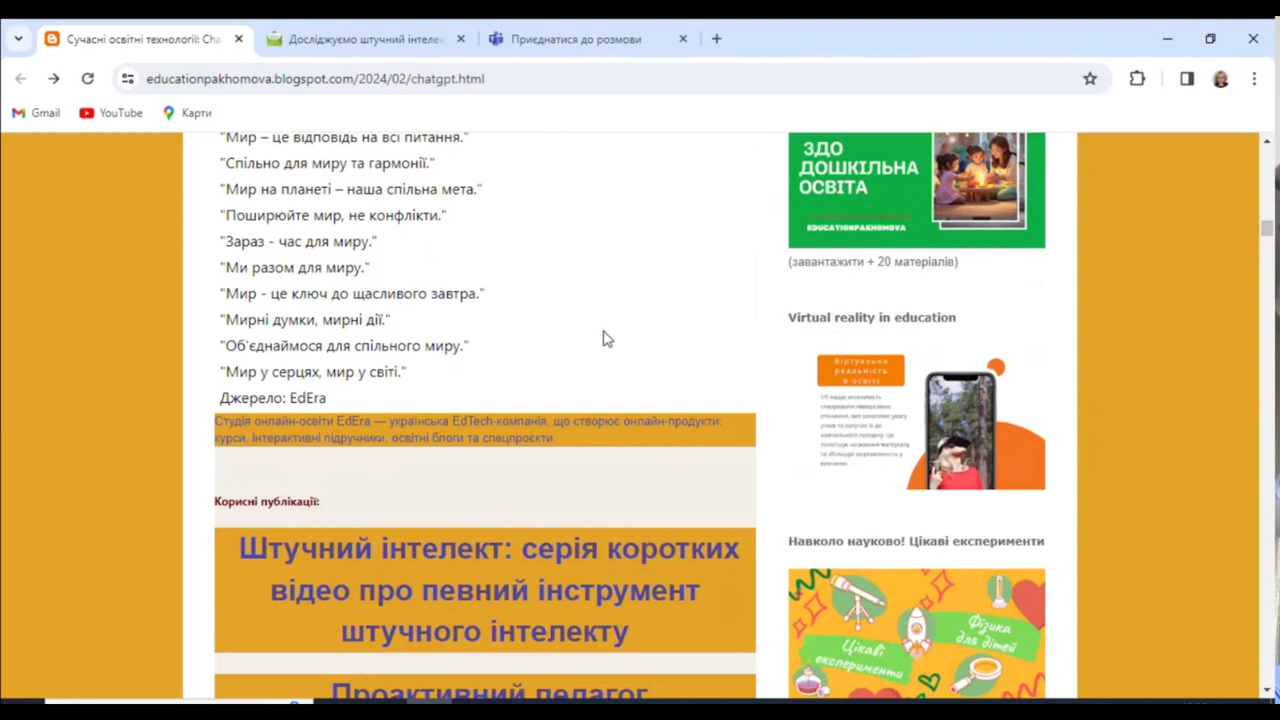 Сучасні освітні технології: Cha
Досліджуємо штучний інтеле
Приєднатися до розмови
educationpakhomova.blogspot.com/2024/02/chatgpt.html
Gmail
YouTube
Карти
"Мир – це відповідь на всі питання."
"Спільно для миру та гармонії."
"Мир на планеті – наша спільна мета."
"Поширюйте мир, не конфлікти."
"Зараз - час для миру."
"Ми разом для миру."
"Мир - це ключ до щасливого завтра."
"Мирні думки, мирні дії."
"Об'єднаймося для спільного миру."
"Мир у серцях, мир у світі."
Джерело: EdEra
Студія онлайн-освіти EdEra — українська EdTech-компанія, що створює онлайн-продукти:
курси, інтерактивні підручники, освітні блоги та спецпроєкти.
Корисні публікації:
Штучний інтелект: серія коротких
відео про певний інструмент
штучного інтелекту
Проактивний педагог
ЗДО
ДОШКІЛЬНА
ОСВІТА
EDUCATIONPAKHOMOVA
(завантажити + 20 матеріалів)
Virtual reality in education
Віртуальна
реальність
в освіті
Навколо науково! Цікаві експерименти
Фізика
для дітей
Цікаві
експерименти